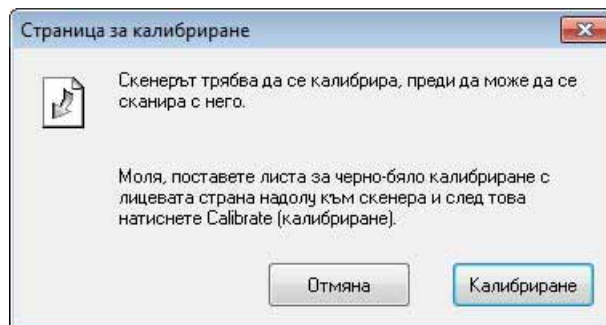 Страница за калибриране
Скенерът трябва да се калибрира, преди да може да се
сканира с него.
Моля, поставете листа за черно-бяло калибриране с
лицевата страна надолу към скенера и след това
натиснете Calibrate (калибриране).
Отмяна
Калибриране